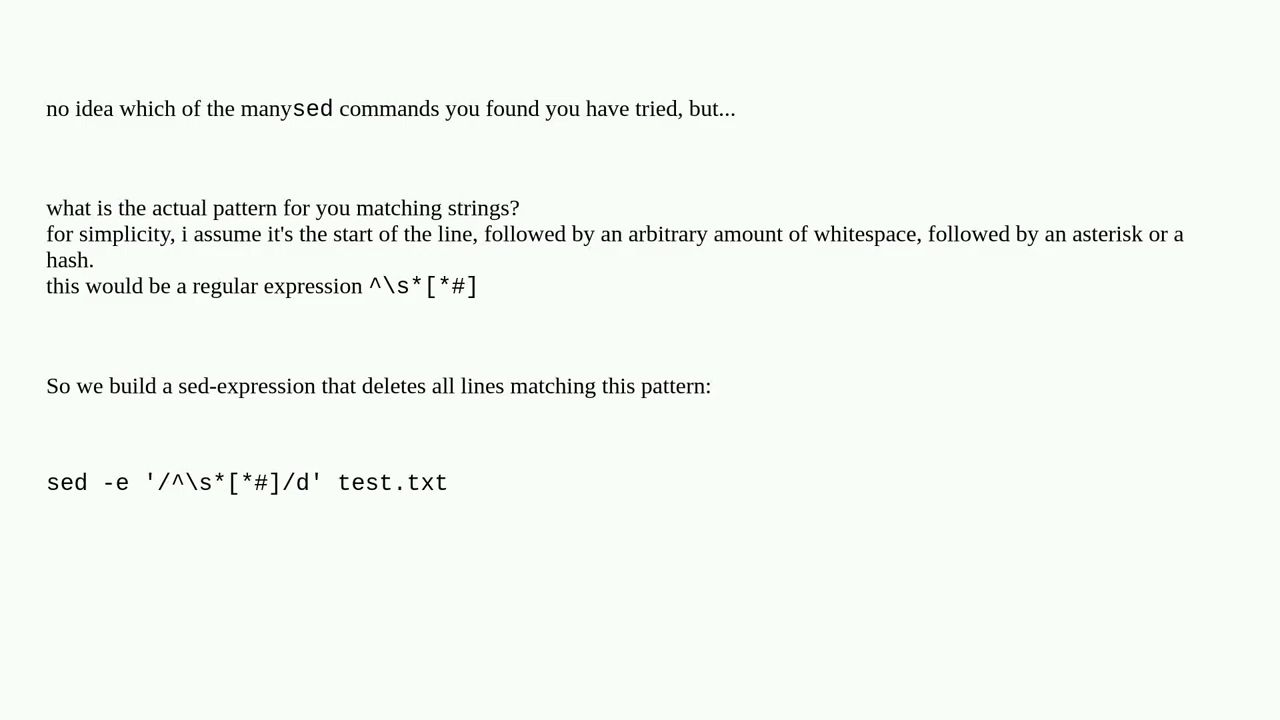 no idea which of the manysed commands you found you have tried, but...
what is the actual pattern for you matching strings?
for simplicity, i assume it's the start of the line, followed by an arbitrary amount of whitespace, followed by an asterisk or a
hash.
this would be a regular expression ^\s*[*#]
So we build a sed-expression that deletes all lines matching this pattern:
sed -e '/^\s*[*#]/d' test.txt